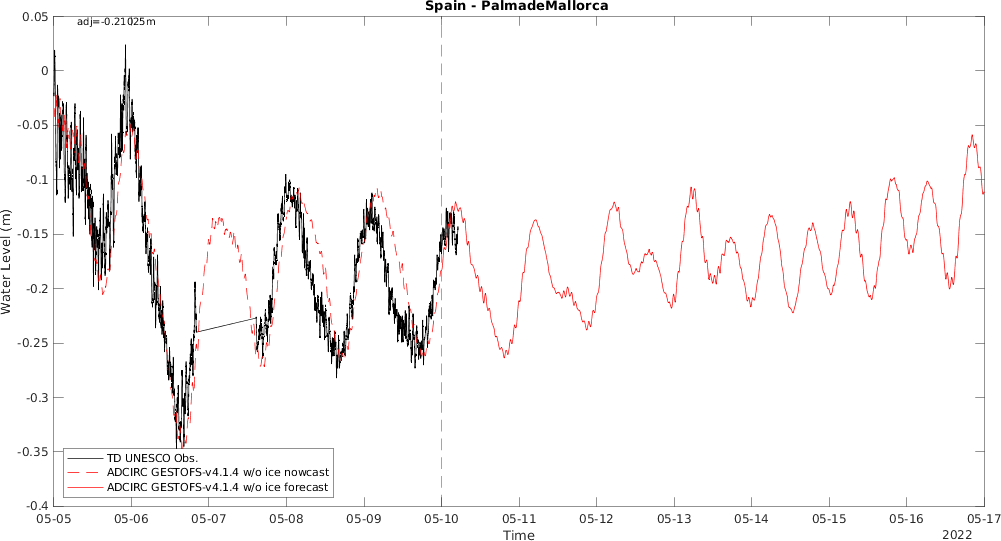 Spain - PalmadeMallorca
adj=-0.21025m
0.05
0
-0.05
-0.1
-0.15
-0.2
-0.25
-0.3
-0.35
-0.4
Water Level (m)
TD UNESCO Obs.
ADCIRC GESTOFS-v4.1.4 w/o ice nowcast
ADCIRC GESTOFS-v4.1.4 w/o ice forecast
05-05 05-06 05-07 05-08 05-09 05-10 05-11 05-12 05-13 05-14 05-15 05-16 05-17
Time
2022